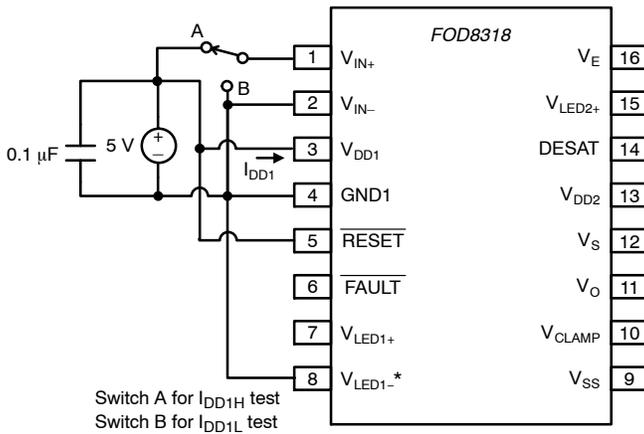 FOD8318
A
1 V_IN+ V_E 16
B
2 V_IN– V_LED2+ 15
0.1 μF 5 V + – I_DD1 3 V_DD1 DESAT 14
4 GND1 V_DD2 13
5 RESET V_S 12
6 FAULT V_O 11
7 V_LED1+ V_CLAMP 10
8 V_LED1–* V_SS 9
Switch A for I_DD1H test
Switch B for I_DD1L test